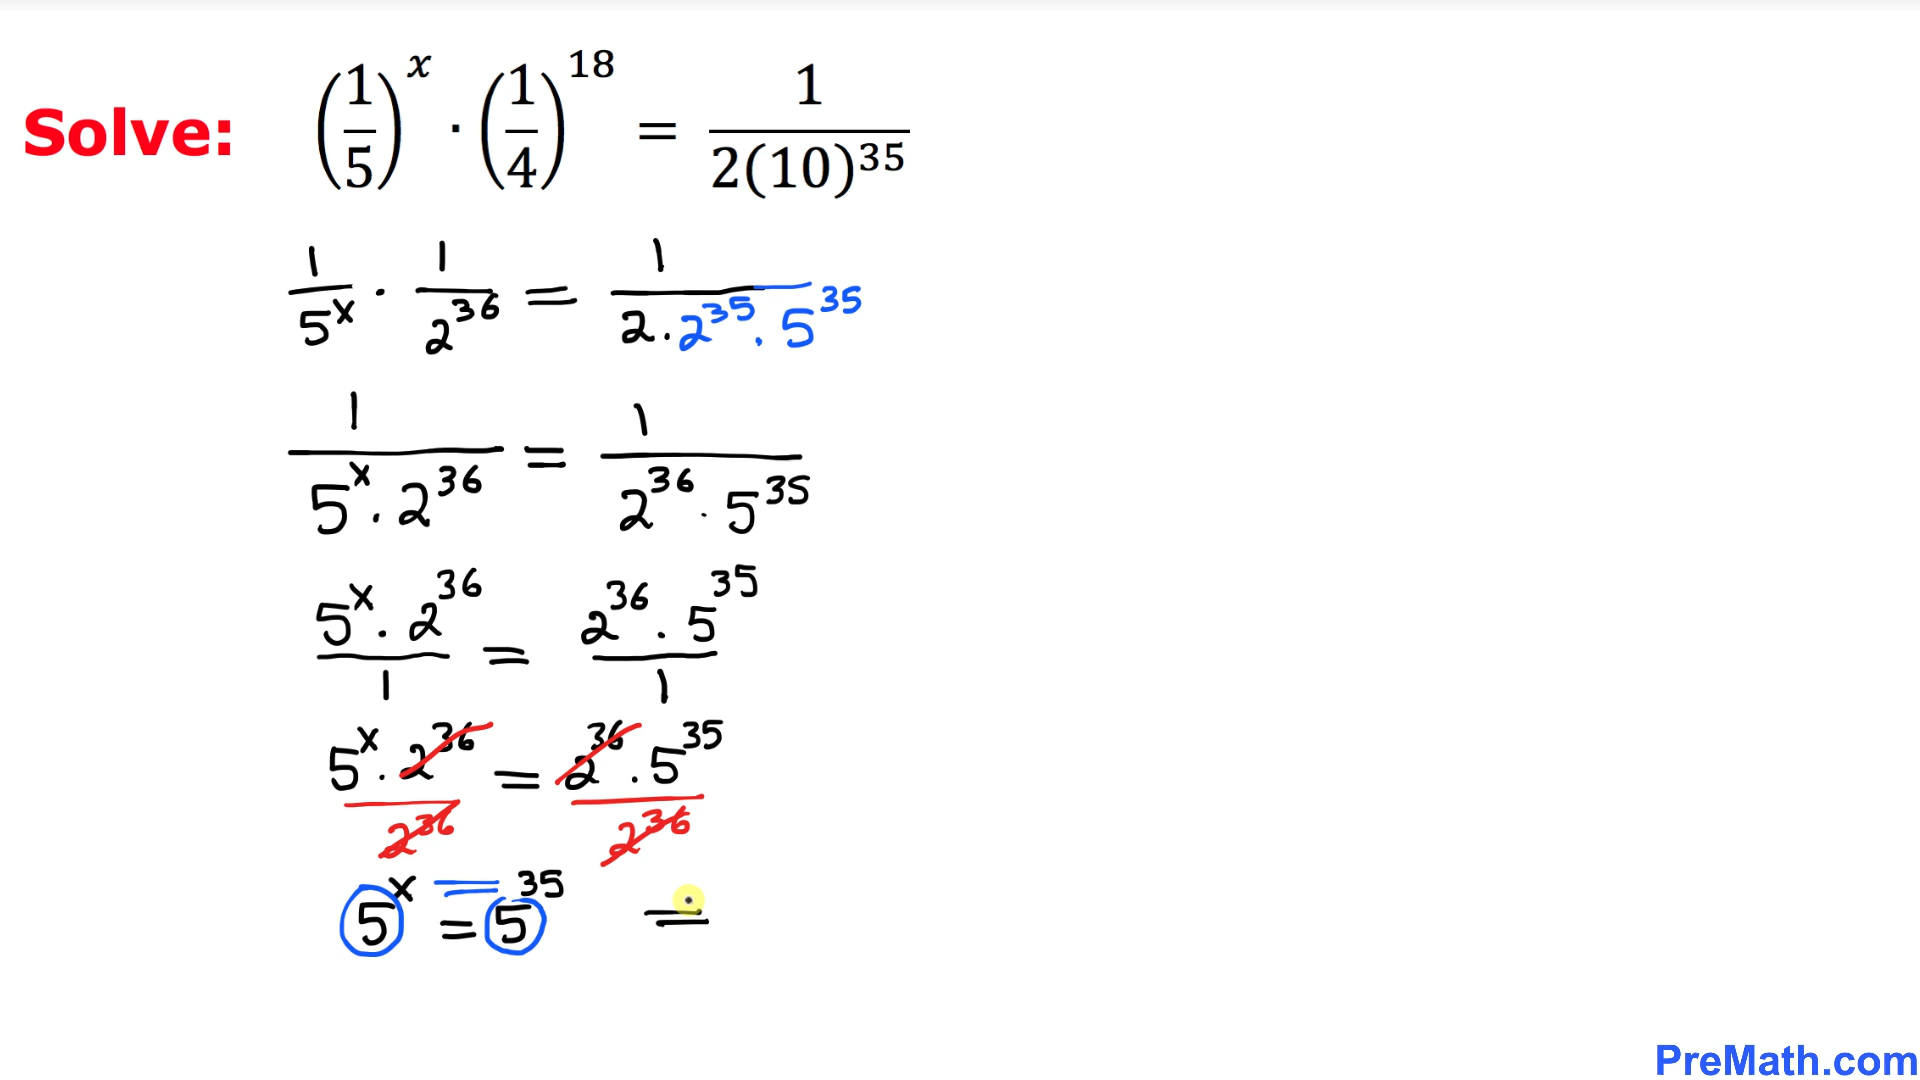 Solve: (1/5)^x · (1/4)^18 = 1/(2(10)^35)
1/5^x · 1/2^36 = 1/(2 · 2^35 · 5^35)
1/(5^x · 2^36) = 1/(2^36 · 5^35)
(5^x · 2^36)/1 = (2^36 · 5^35)/1
(5^x · 2^36)/2^36 = (2^36 · 5^35)/2^36
5^x = 5^35 =
PreMath.com